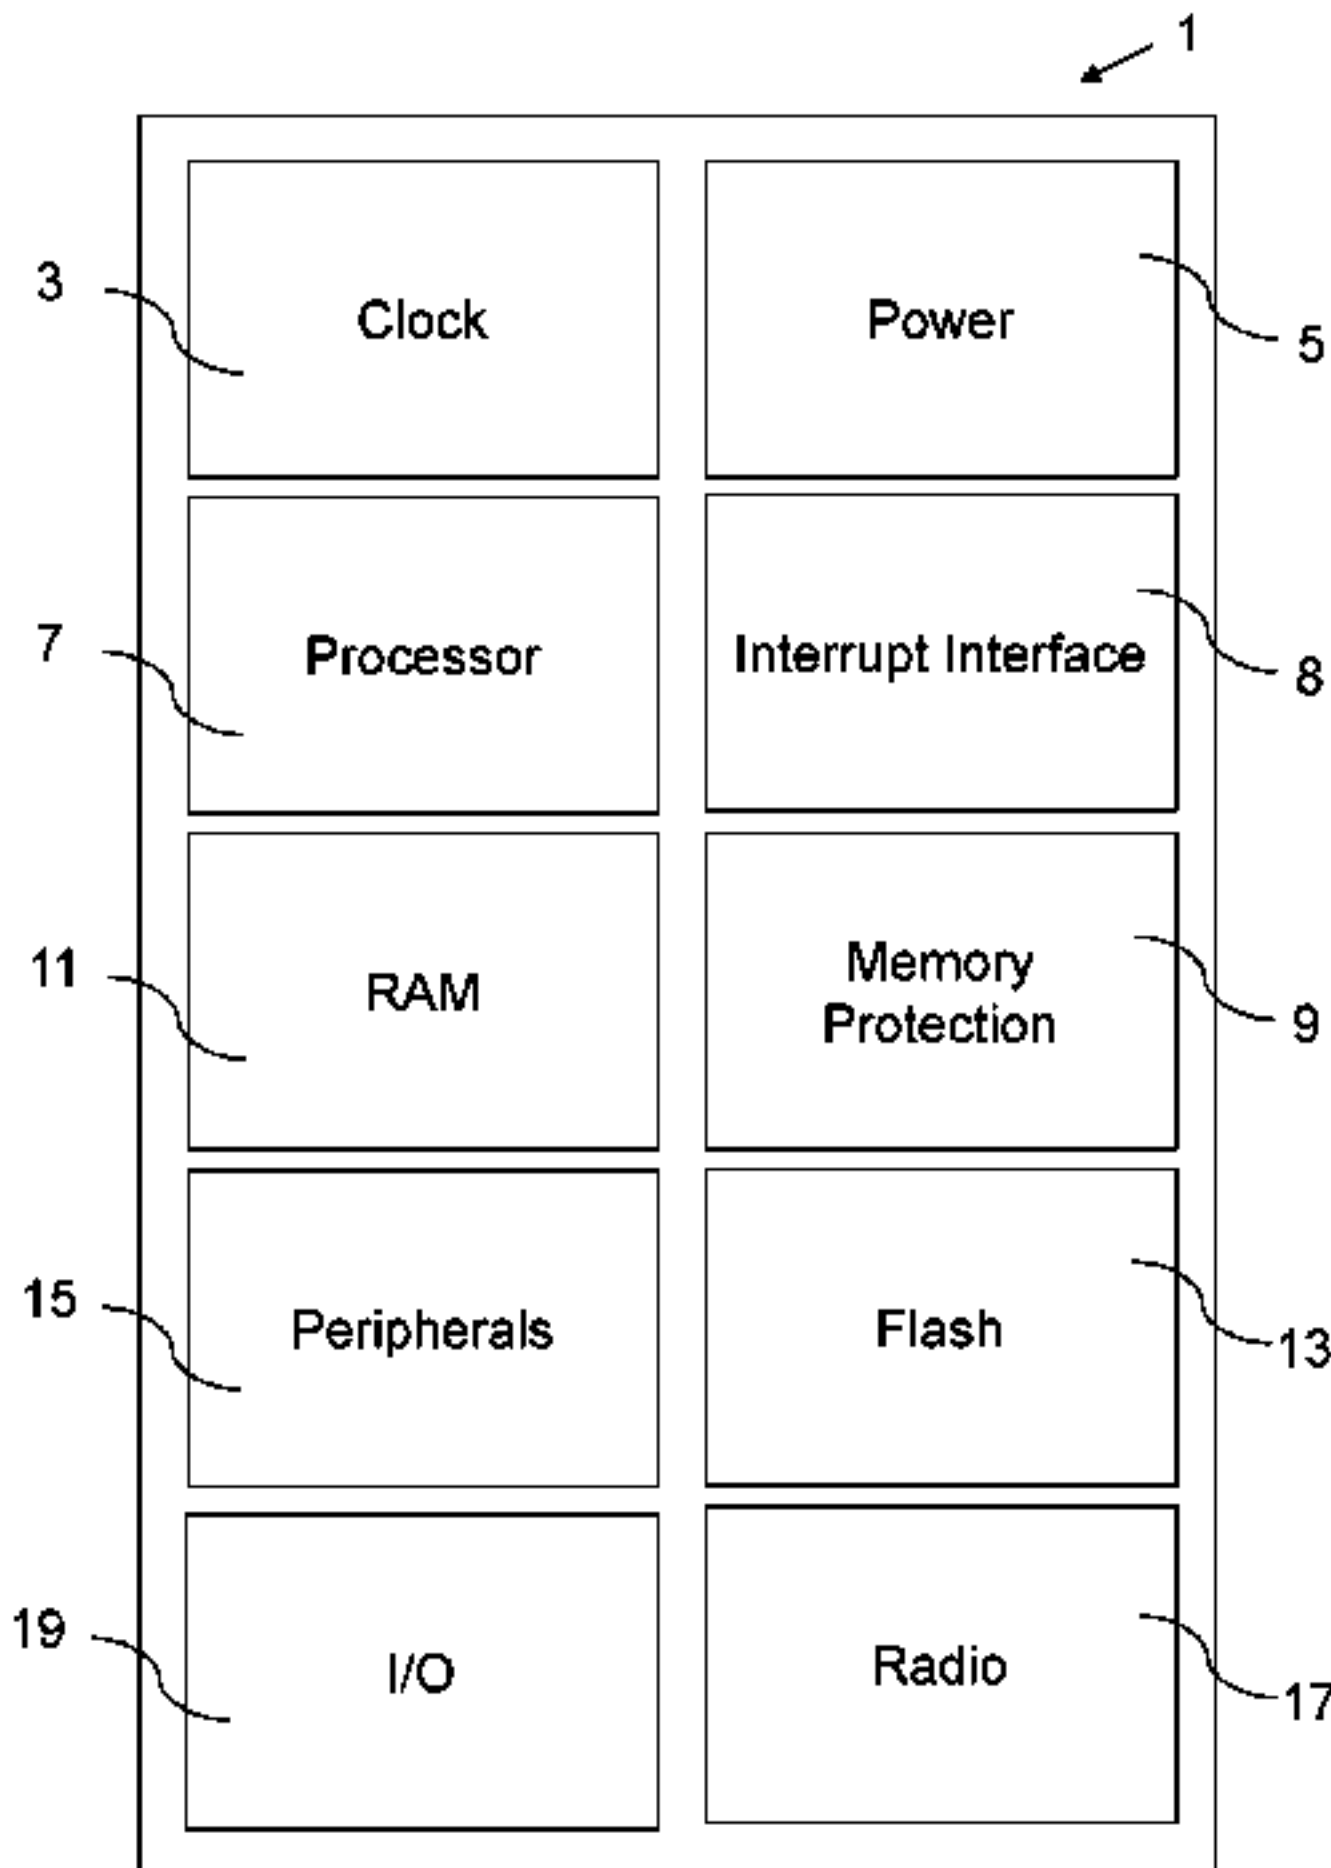 1
3
Clock
Power
5
7
Processor
Interrupt Interface
8
11
RAM
Memory
Protection
9
15
Peripherals
Flash
13
19
I/O
Radio
17